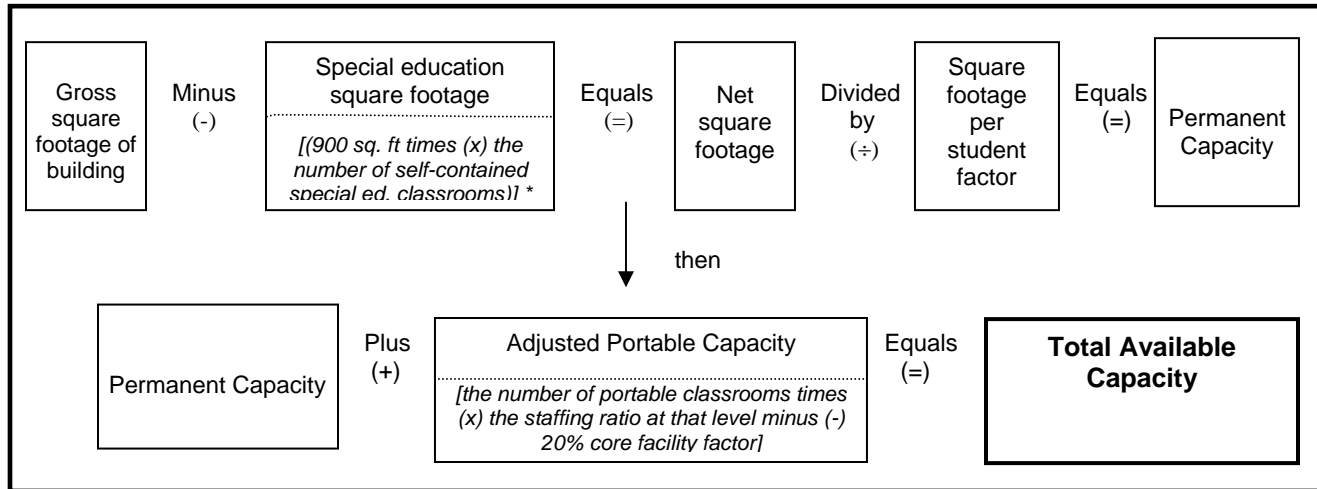 Gross
square
footage of
building
Minus
(-)
Special education
square footage
[(900 sq. ft times (x) the
number of self-contained
special ed. classrooms)] *
Equals
(=)
Net
square
footage
Divided
by
(÷)
Square
footage
per
student
factor
Equals
(=)
Permanent
Capacity
then
Permanent Capacity
Plus
(+)
Adjusted Portable Capacity
[the number of portable classrooms times
(x) the staffing ratio at that level minus (-)
20% core facility factor]
Equals
(=)
Total Available
Capacity